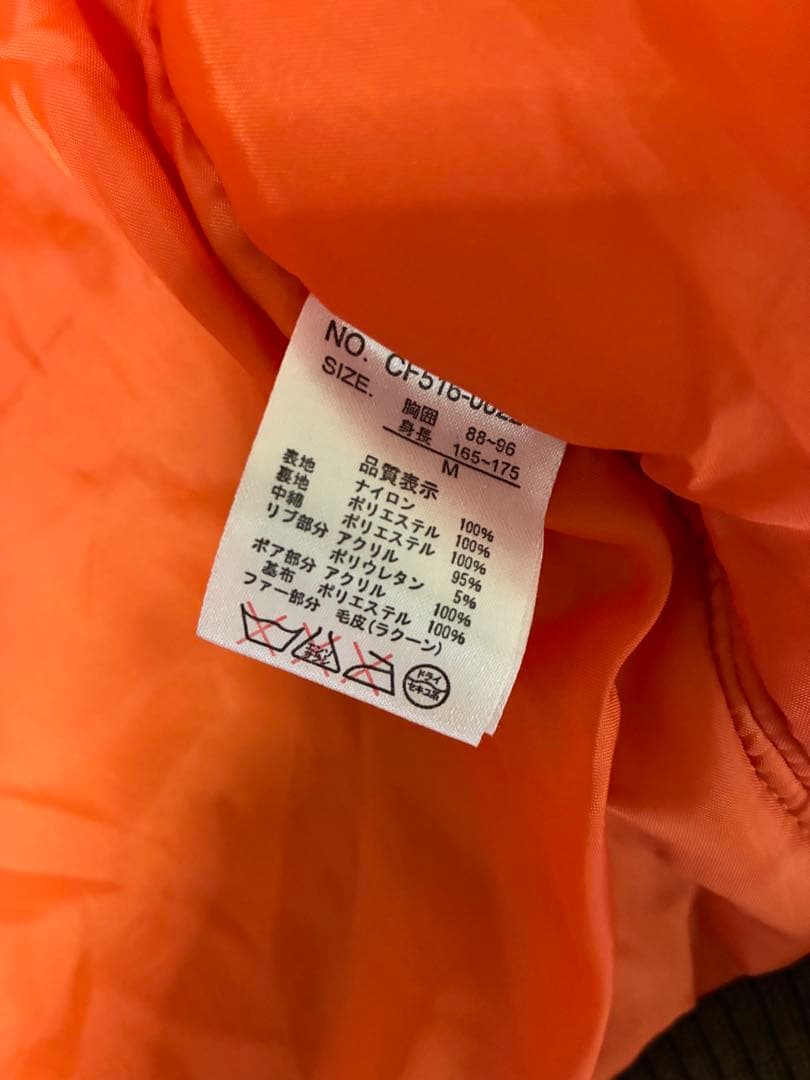 NO. CF516-0022
SIZE.
胸囲 88~96
身長 165~175
M
品質表示
表地 ナイロン 100%
裏地 ポリエステル 100%
中綿 ポリエステル 100%
リブ部分 アクリル 95%
ポリウレタン 5%
ボア部分 アクリル 100%
基布 ポリエステル 100%
ファー部分 毛皮(ラクーン)
ドライ
セキユ系